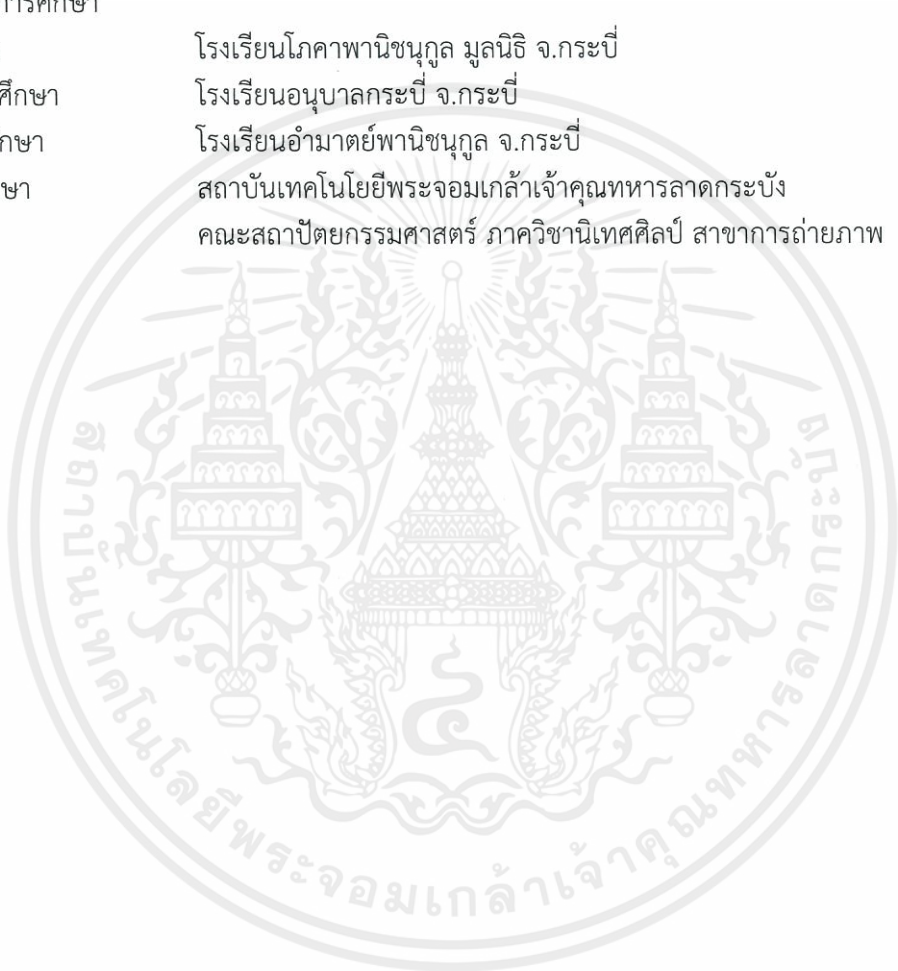 การศึกษา
โรงเรียนโภคาพานิชนุกูล มูลนิธิ จ.กระบี่
ศึกษา โรงเรียนอนุบาลกระบี่ จ.กระบี่
กษา โรงเรียนอำมาตย์พานิชนุกูล จ.กระบี่
ษา สถาบันเทคโนโยยีพระจอมเกล้าเจ้าคุณทหารลาดกระบัง
คณะสถาปัตยกรรมศาสตร์ ภาควิชานิเทศศิลป์ สาขาการถ่ายภาพ
สถาบันเทคโนโลยีพระจอมเกล้าเจ้าคุณทหารลาดกระบัง
๔